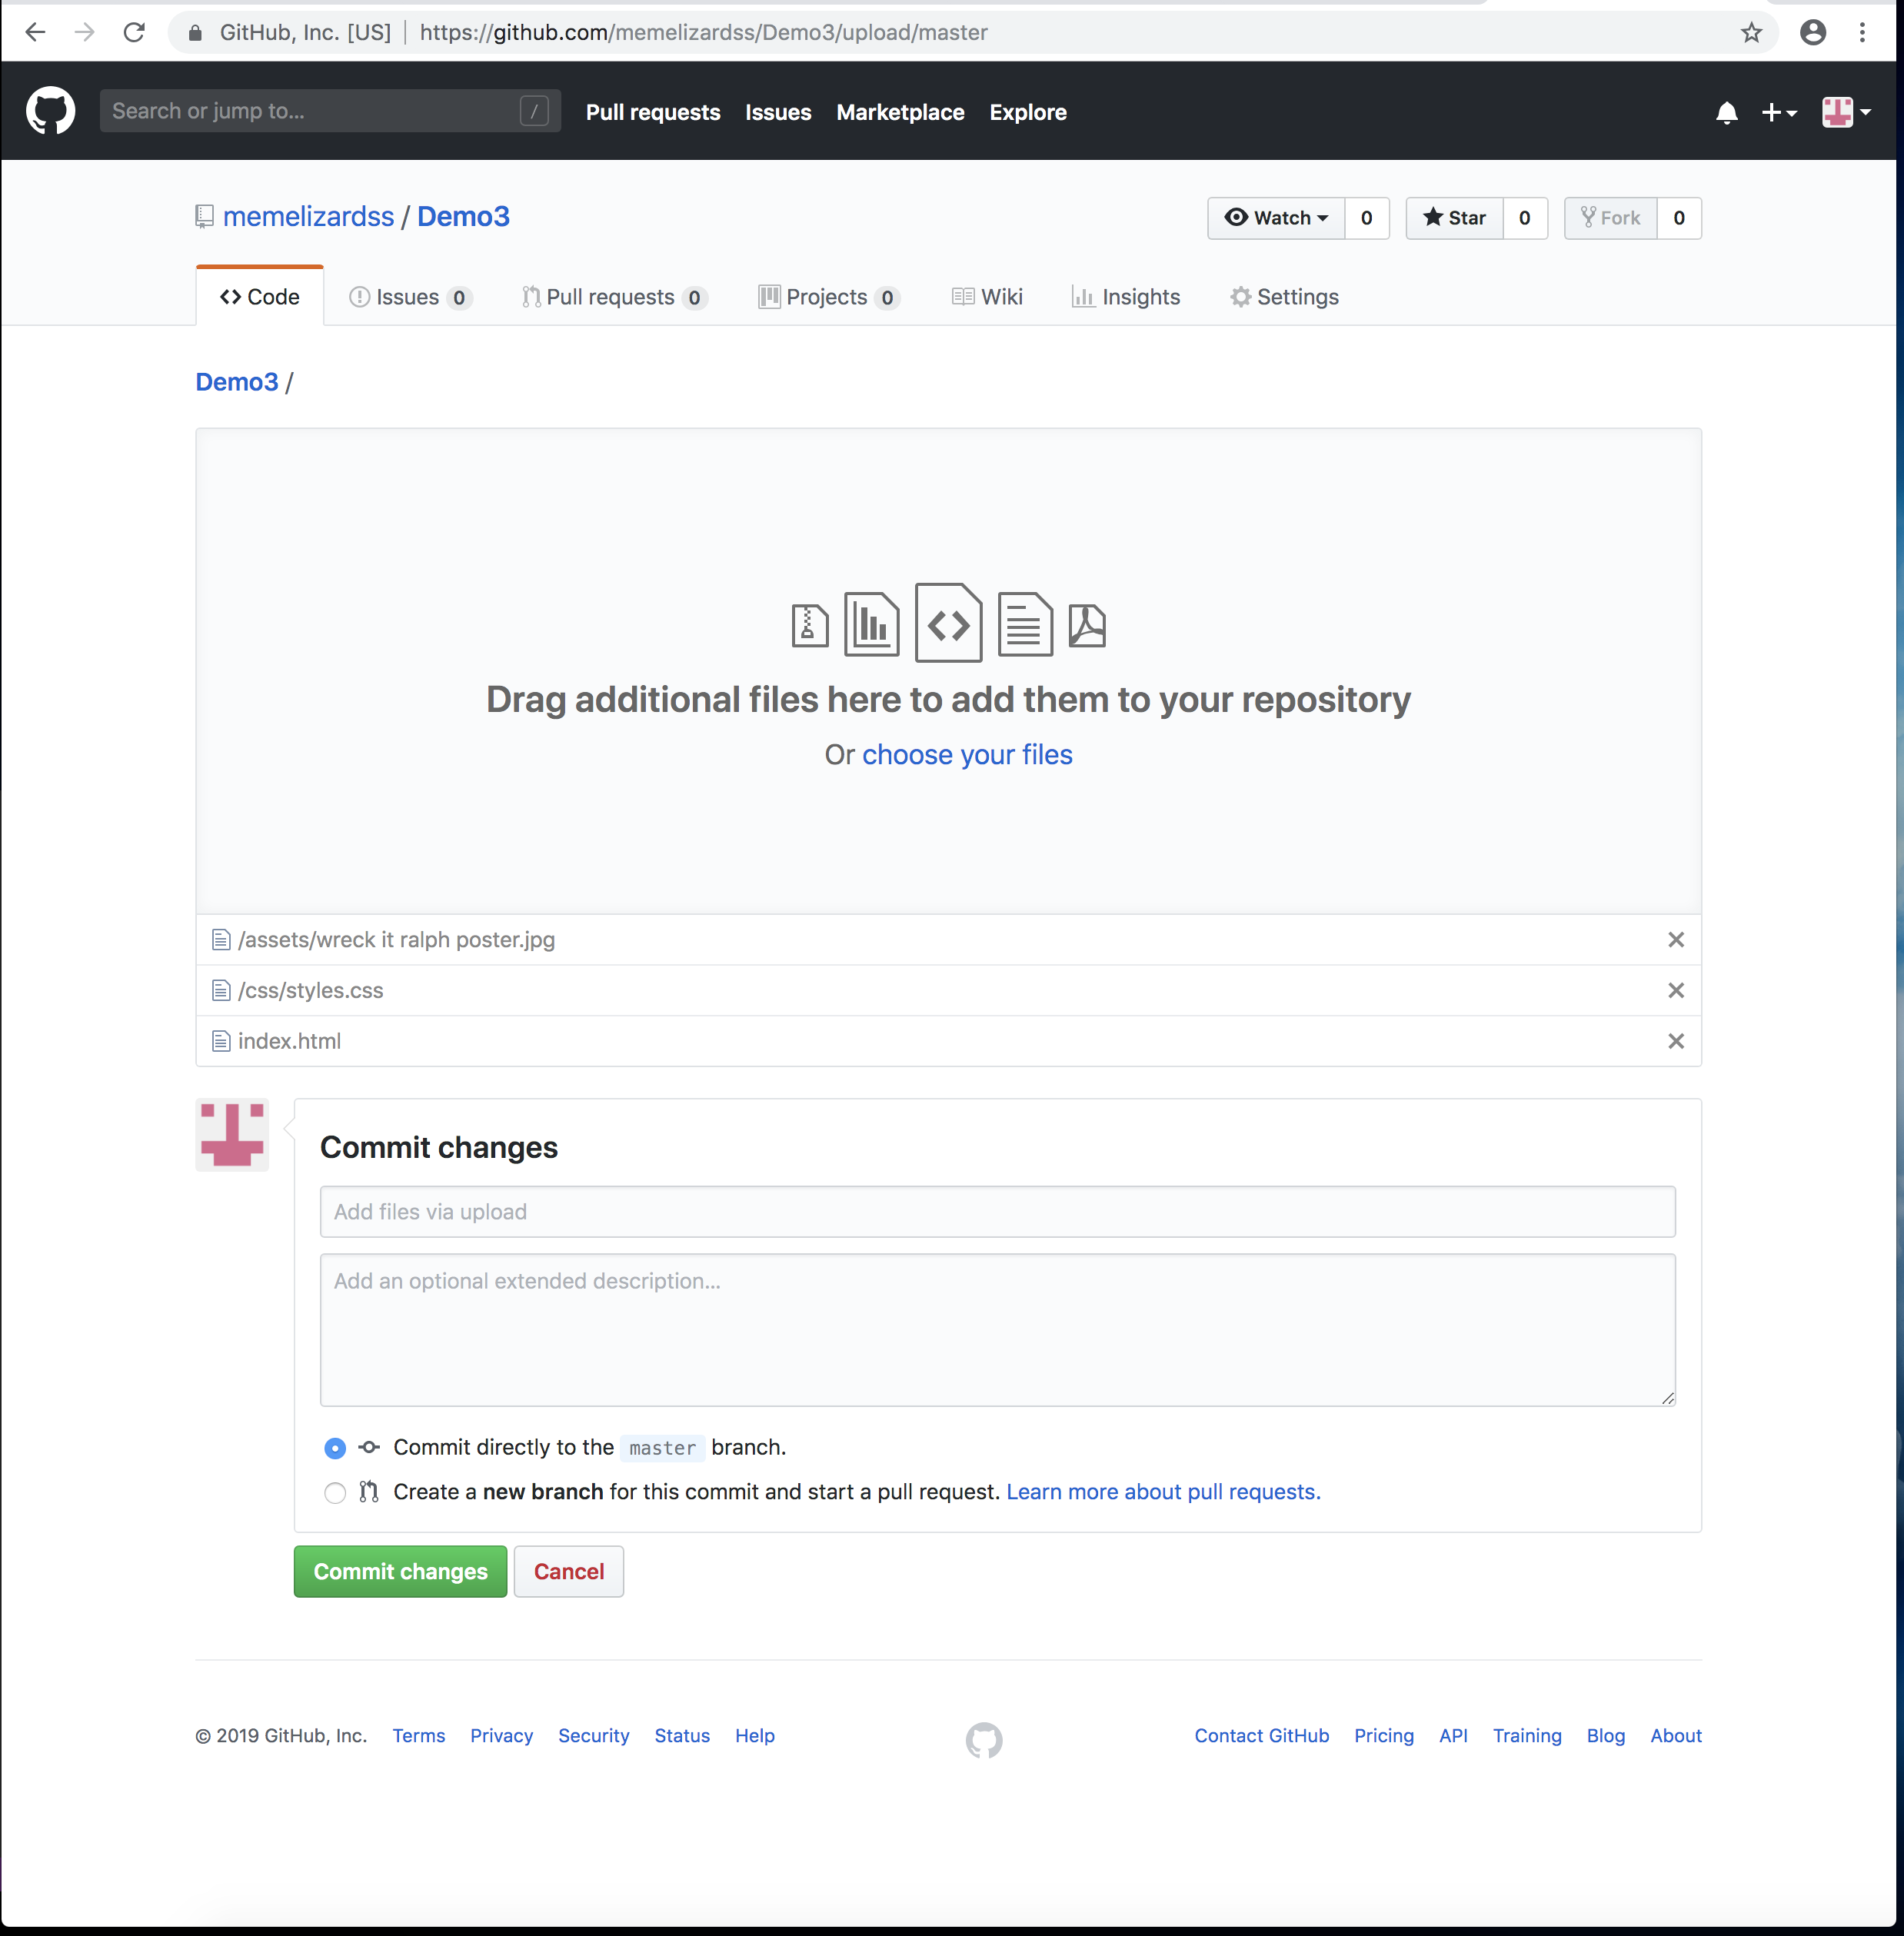 GitHub, Inc. [US] https://github.com/memelizardss/Demo3/upload/master
Search or jump to... / Pull requests Issues Marketplace Explore
memelizardss / Demo3 Watch 0 Star 0 Fork 0
Code Issues 0 Pull requests 0 Projects 0 Wiki Insights Settings
Demo3 /
Drag additional files here to add them to your repository
Or choose your files
/assets/wreck it ralph poster.jpg
/css/styles.css
index.html
Commit changes
Add files via upload
Add an optional extended description...
Commit directly to the master branch.
Create a new branch for this commit and start a pull request. Learn more about pull requests.
Commit changes Cancel
© 2019 GitHub, Inc. Terms Privacy Security Status Help Contact GitHub Pricing API Training Blog About